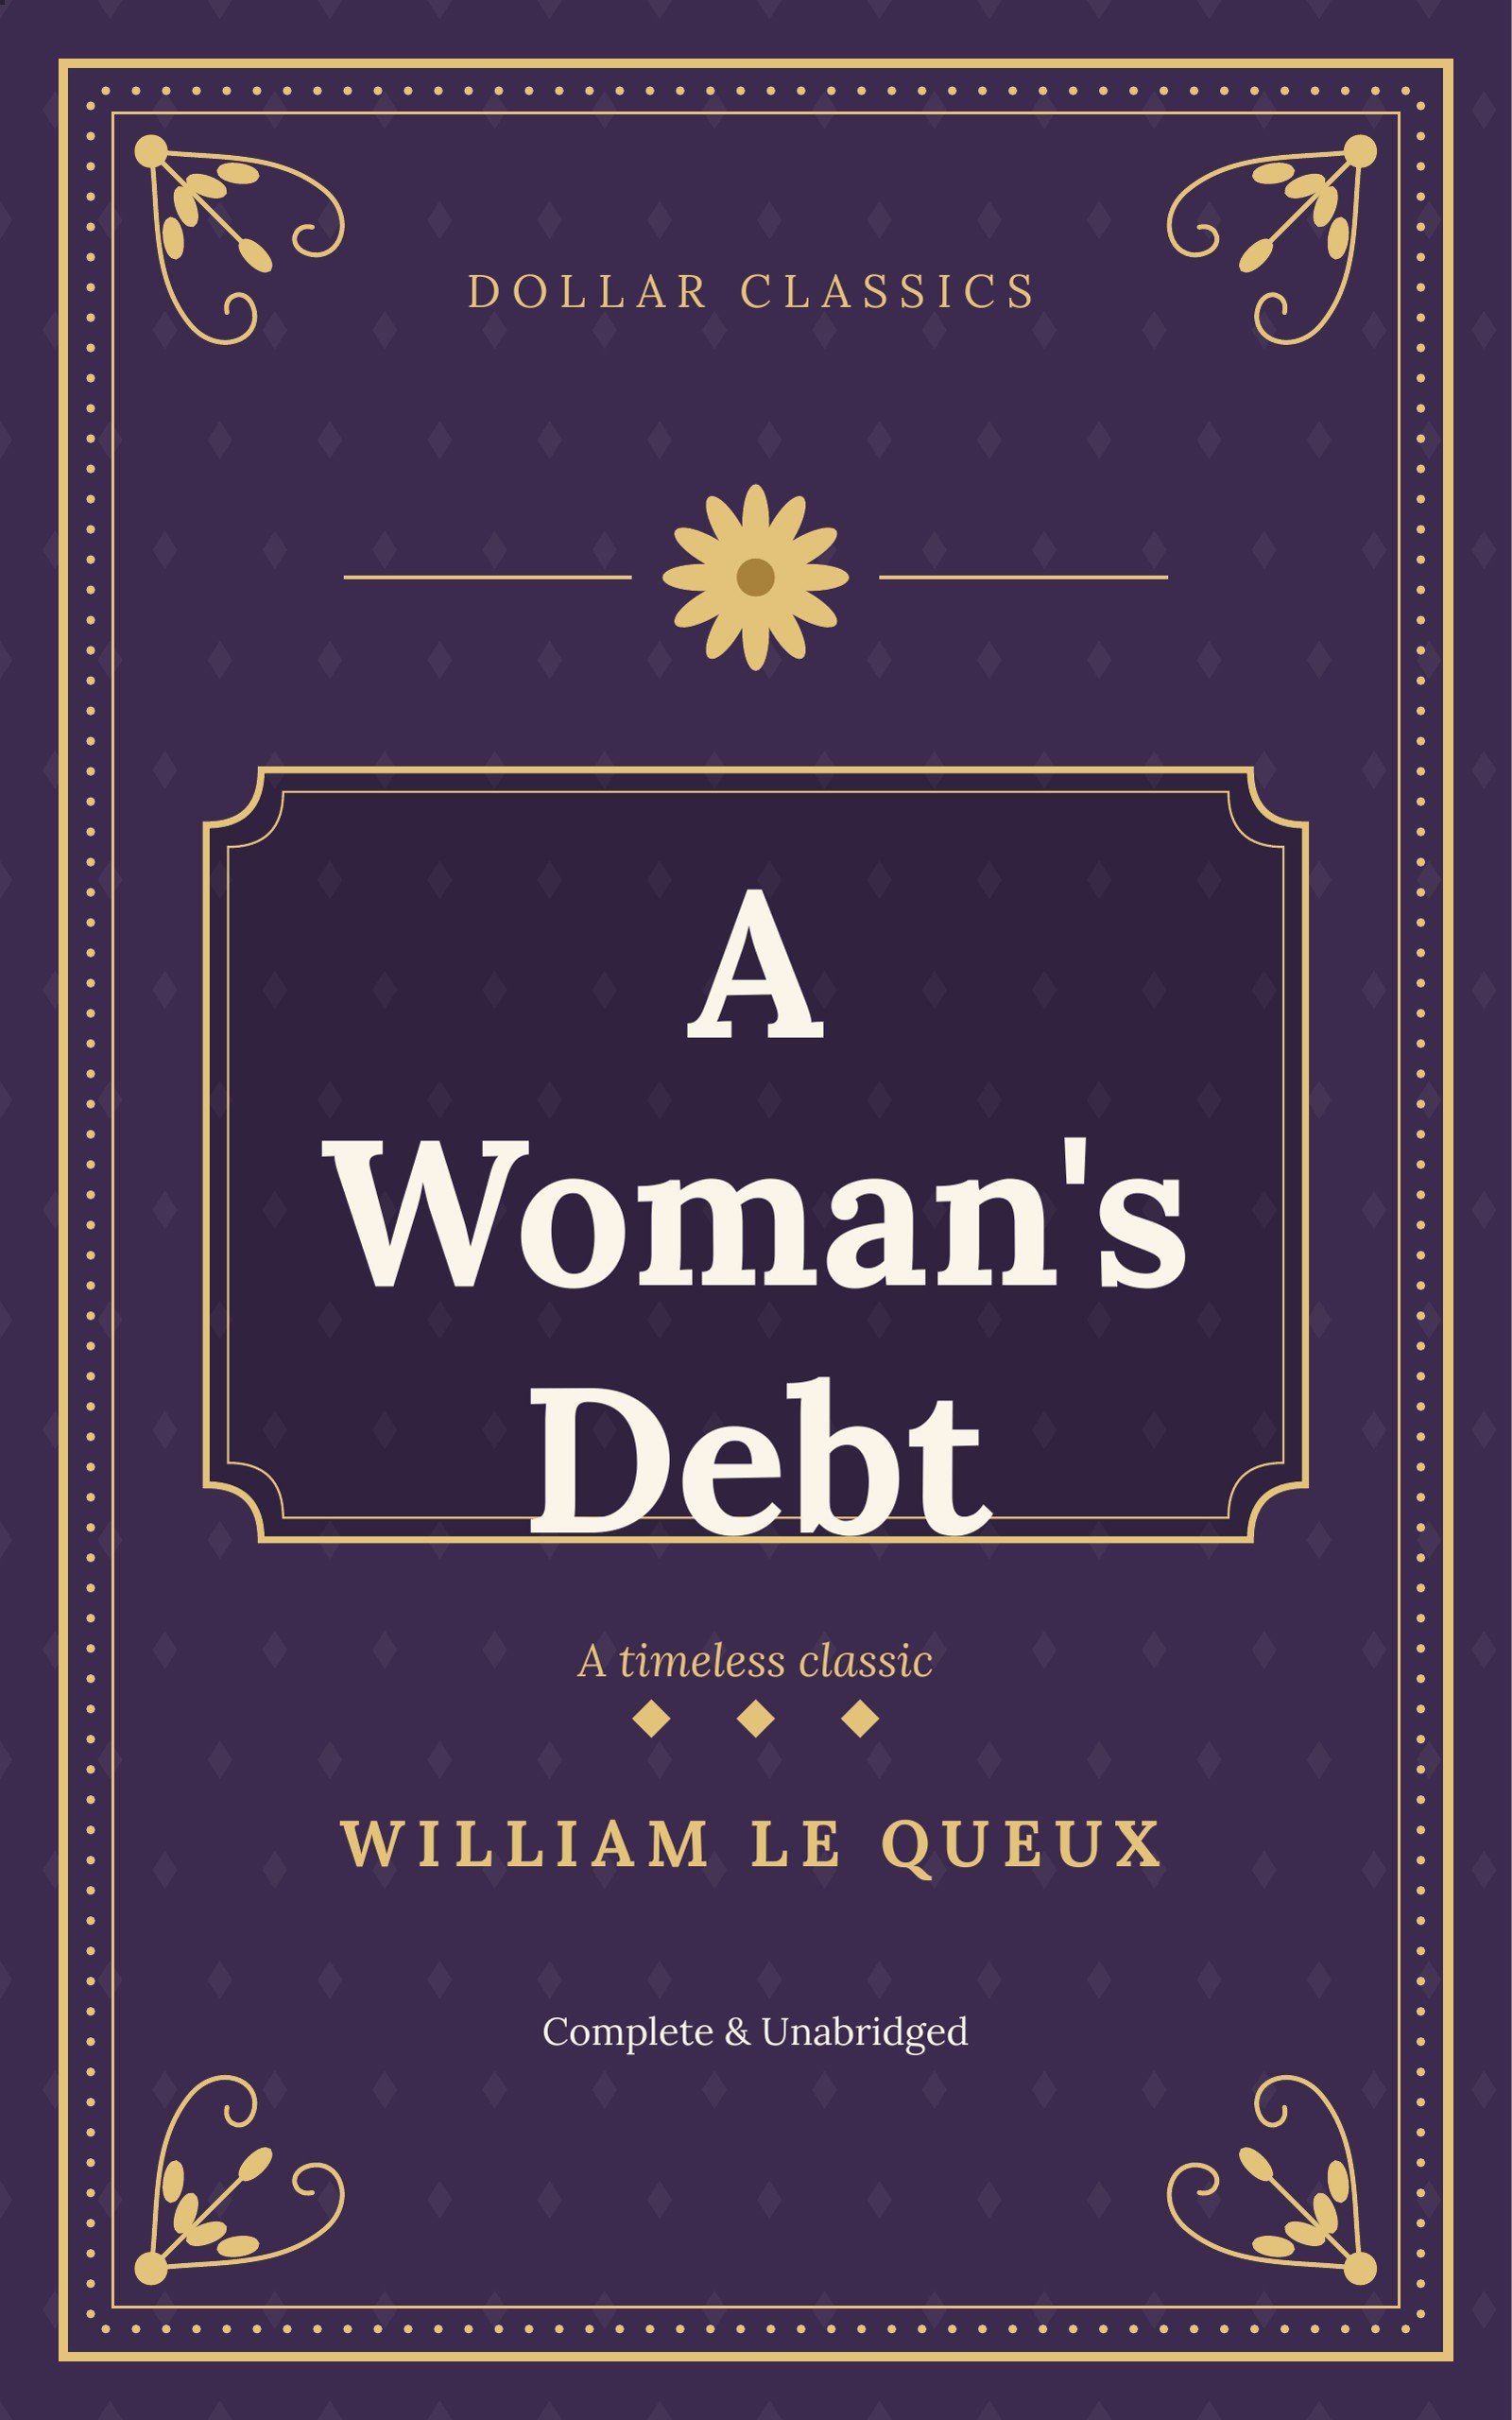 DOLLAR CLASSICS
A
Woman's
Debt
A timeless classic
WILLIAM LE QUEUX
Complete & Unabridged